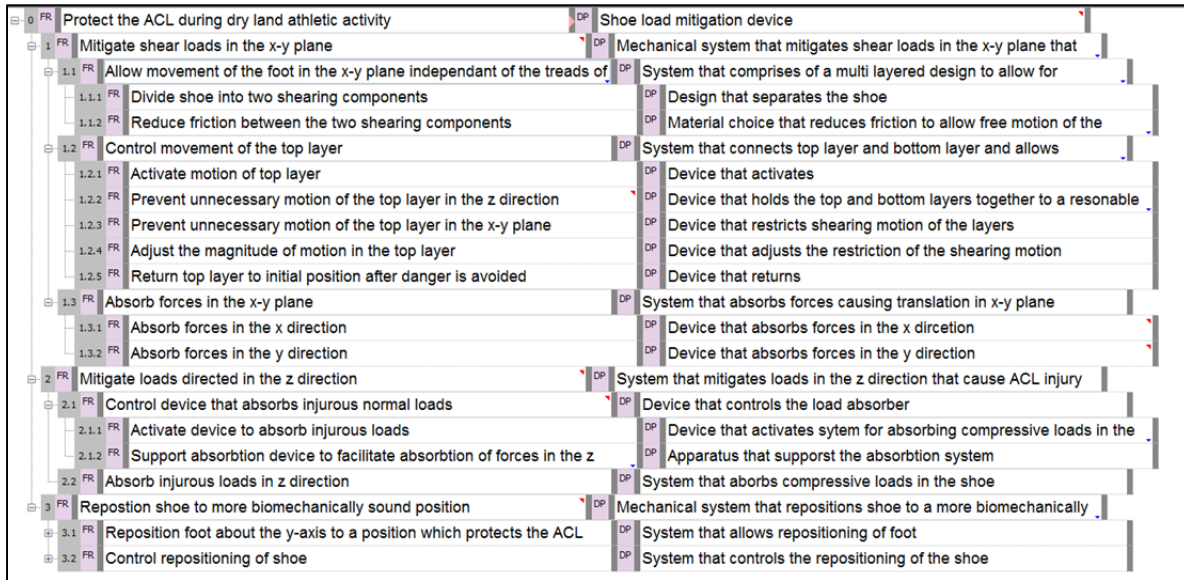 0 FR Protect the ACL during dry land athletic activity DP Shoe load mitigation device
1 FR Mitigate shear loads in the x-y plane DP Mechanical system that mitigates shear loads in the x-y plane that
1.1 FR Allow movement of the foot in the x-y plane independant of the treads of DP System that comprises of a multi layered design to allow for
1.1.1 FR Divide shoe into two shearing components DP Design that separates the shoe
1.1.2 FR Reduce friction between the two shearing components DP Material choice that reduces friction to allow free motion of the
1.2 FR Control movement of the top layer DP System that connects top layer and bottom layer and allows
1.2.1 FR Activate motion of top layer DP Device that activates
1.2.2 FR Prevent unnecessary motion of the top layer in the z direction DP Device that holds the top and bottom layers together to a resonable
1.2.3 FR Prevent unnecessary motion of the top layer in the x-y plane DP Device that restricts shearing motion of the layers
1.2.4 FR Adjust the magnitude of motion in the top layer DP Device that adjusts the restriction of the shearing motion
1.2.5 FR Return top layer to initial position after danger is avoided DP Device that returns
1.3 FR Absorb forces in the x-y plane DP System that absorbs forces causing translation in x-y plane
1.3.1 FR Absorb forces in the x direction DP Device that absorbs forces in the x dircetion
1.3.2 FR Absorb forces in the y direction DP Device that absorbs forces in the y direction
2 FR Mitigate loads directed in the z direction DP System that mitigates loads in the z direction that cause ACL injury
2.1 FR Control device that absorbs injurous normal loads DP Device that controls the load absorber
2.1.1 FR Activate device to absorb injurous loads DP Device that activates sytem for absorbing compressive loads in the
2.1.2 FR Support absorbtion device to facilitate absorbtion of forces in the z DP Apparatus that supporst the absorbtion system
2.2 FR Absorb injurous loads in z direction DP System that aborbs compressive loads in the shoe
3 FR Repostion shoe to more biomechanically sound position DP Mechanical system that repositions shoe to a more biomechanically
3.1 FR Reposition foot about the y-axis to a position which protects the ACL DP System that allows repositioning of foot
3.2 FR Control repositioning of shoe DP System that controls the repositioning of the shoe